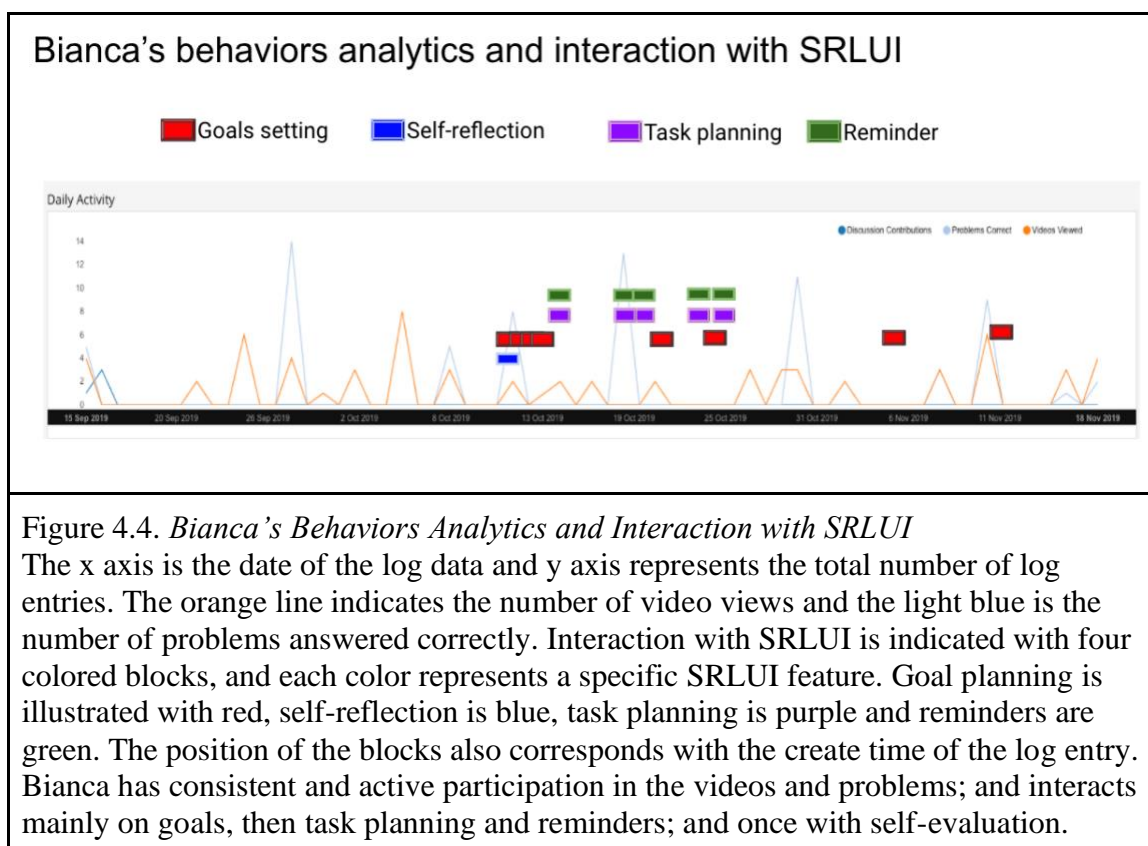 Bianca's behaviors analytics and interaction with SRLUI
Goals setting Self-reflection Task planning Reminder
Daily Activity
Discussion Contributions Problems Correct Videos Viewed
14
12
10
8
6
4
2
0
15 Sep 2019 20 Sep 2019 26 Sep 2019 2 Oct 2019 8 Oct 2019 13 Oct 2019 19 Oct 2019 25 Oct 2019 31 Oct 2019 6 Nov 2019 11 Nov 2019 18 Nov 2019
Figure 4.4. Bianca's Behaviors Analytics and Interaction with SRLUI
The x axis is the date of the log data and y axis represents the total number of log
entries. The orange line indicates the number of video views and the light blue is the
number of problems answered correctly. Interaction with SRLUI is indicated with four
colored blocks, and each color represents a specific SRLUI feature. Goal planning is
illustrated with red, self-reflection is blue, task planning is purple and reminders are
green. The position of the blocks also corresponds with the create time of the log entry.
Bianca has consistent and active participation in the videos and problems; and interacts
mainly on goals, then task planning and reminders; and once with self-evaluation.